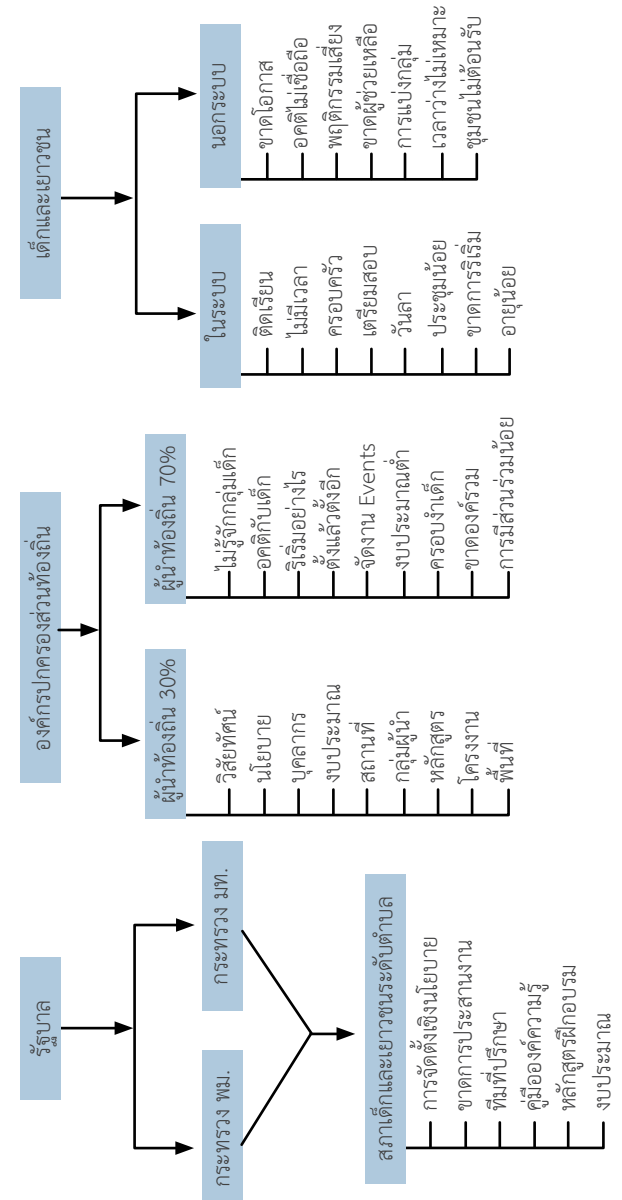 รัฐบาล
กระทรวง พม.
กระทรวง มท.
สภาเด็กและเยาวชนระดับตำบล
การจัดตั้งเชิงนโยบาย
ขาดการประสานงาน
ทีมที่ปรึกษา
คู่มือองค์ความรู้
หลักสูตรฝึกอบรม
งบประมาณ
องค์กรปกครองส่วนท้องถิ่น
ผู้นำท้องถิ่น 30%
วิสัยทัศน์
นโยบาย
บุคลากร
งบประมาณ
สถานที่
กลุ่มผู้นำ
หลักสูตร
โครงงาน
พื้นที่
ผู้นำท้องถิ่น 70%
ไม่รู้จักกลุ่มเด็ก
อคติกับเด็ก
ริเริ่มอย่างไร
ตั้งแล้วตั้งอีก
จัดงาน Events
งบประมาณต่ำ
ครอบงำเด็ก
ขาดองค์รวม
การมีส่วนร่วมน้อย
เด็กและเยาวชน
ในระบบ
ติดเรียน
ไม่มีเวลา
ครอบครัว
เตรียมสอบ
วันลา
ประชุมน้อย
ขาดการริเริ่ม
อายุน้อย
นอกระบบ
ขาดโอกาส
อคติไม่เชื่อถือ
พฤติกรรมเสี่ยง
ขาดผู้ช่วยเหลือ
การแบ่งกลุ่ม
เวลาว่างไม่เหมาะ
ชุมชนไม่ต้อนรับ